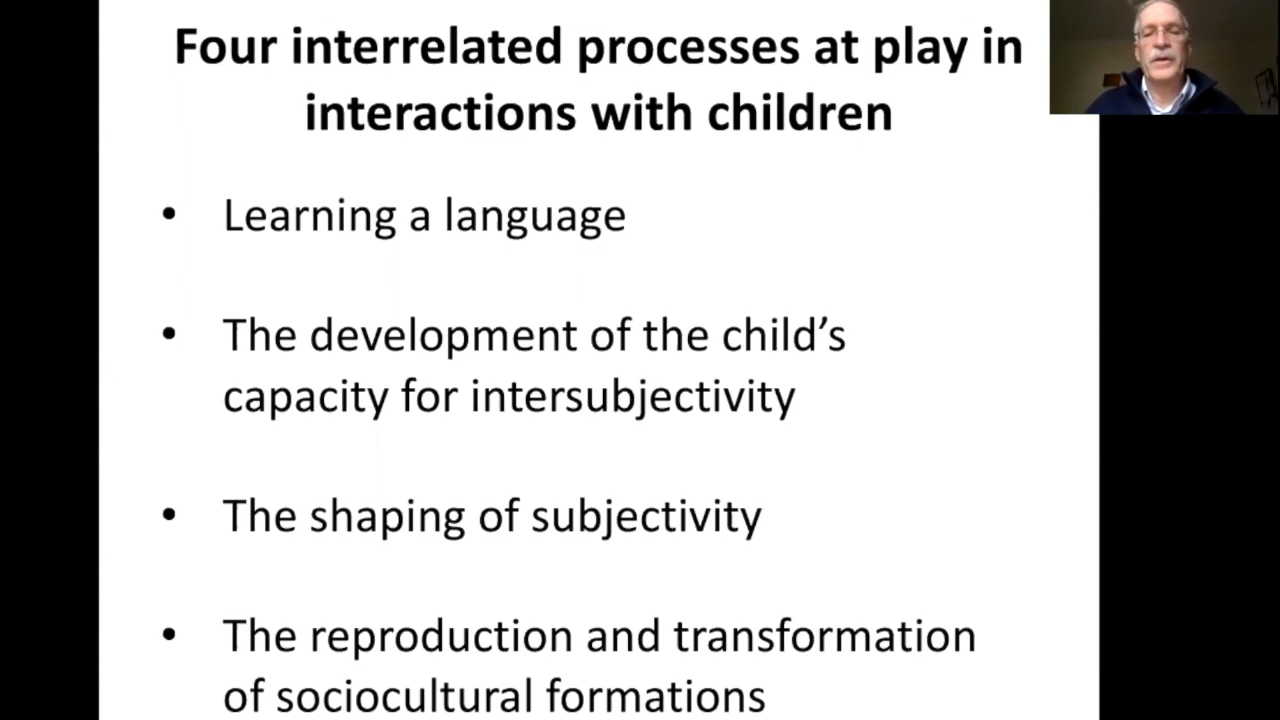 Four interrelated processes at play in
interactions with children
• Learning a language
• The development of the child’s
capacity for intersubjectivity
• The shaping of subjectivity
• The reproduction and transformation
of sociocultural formations